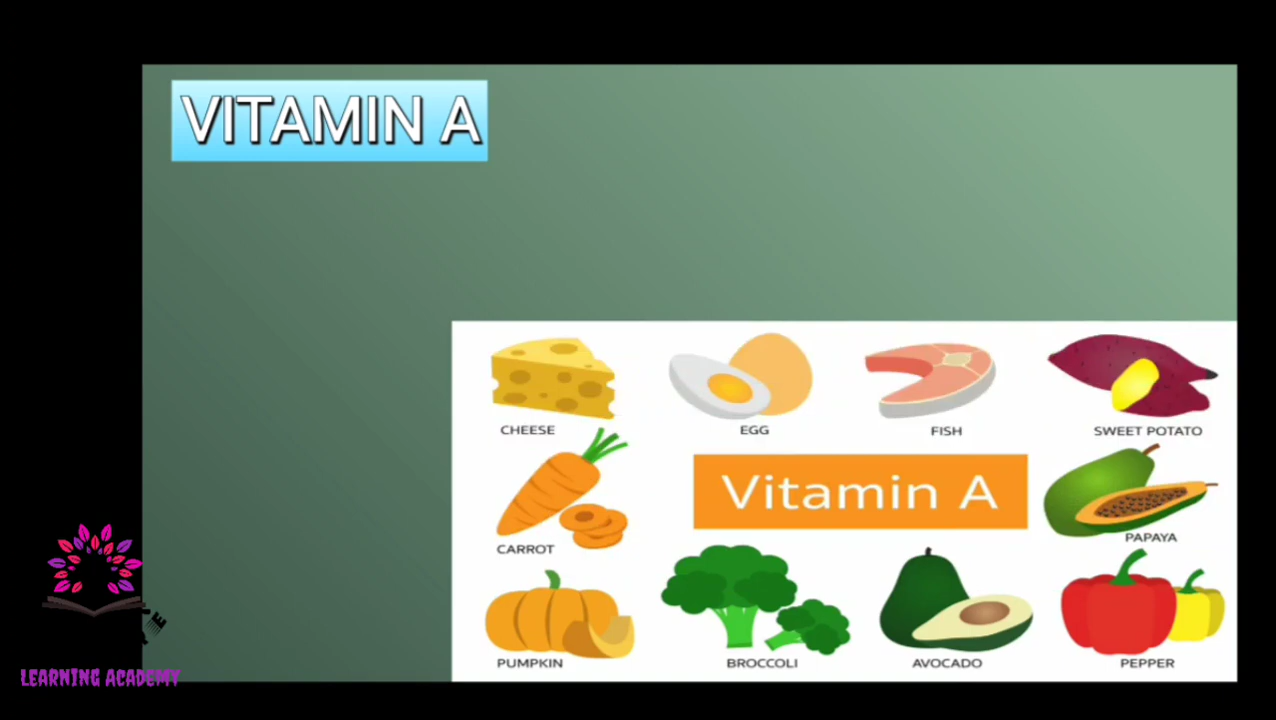 VITAMIN A
CHEESE
EGG
FISH
SWEET POTATO
Vitamin A
CARROT
PAPAYA
PUMPKIN
BROCCOLI
AVOCADO
PEPPER
LEARNING ACADEMY